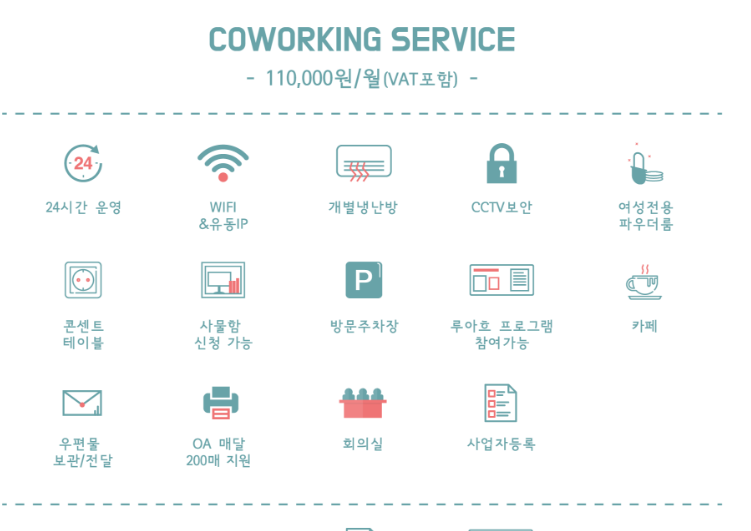 COWORKING SERVICE
- 110,000원/월(VAT포함) -
24
24시간 운영
WIFI
&유동IP
개별냉난방
CCTV보안
여성전용
파우더룸
콘센트
테이블
사물함
신청 가능
P
방문주차장
루아흐 프로그램
참여가능
카페
우편물
보관/전달
OA 매달
200매 지원
회의실
사업자등록